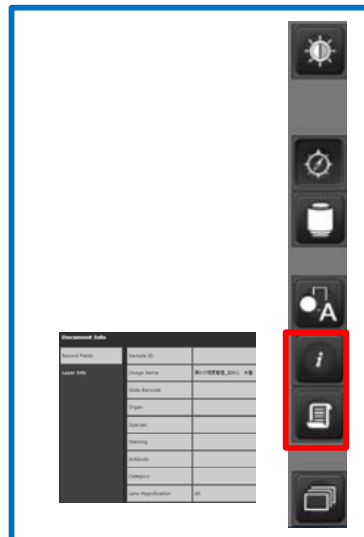 Document Info
Record Fields
Sample ID
Layer Info
Image Name
Slide Barcode
Organ
Species
Staining
Antibody
Category
Lens Magnification
40
A
i